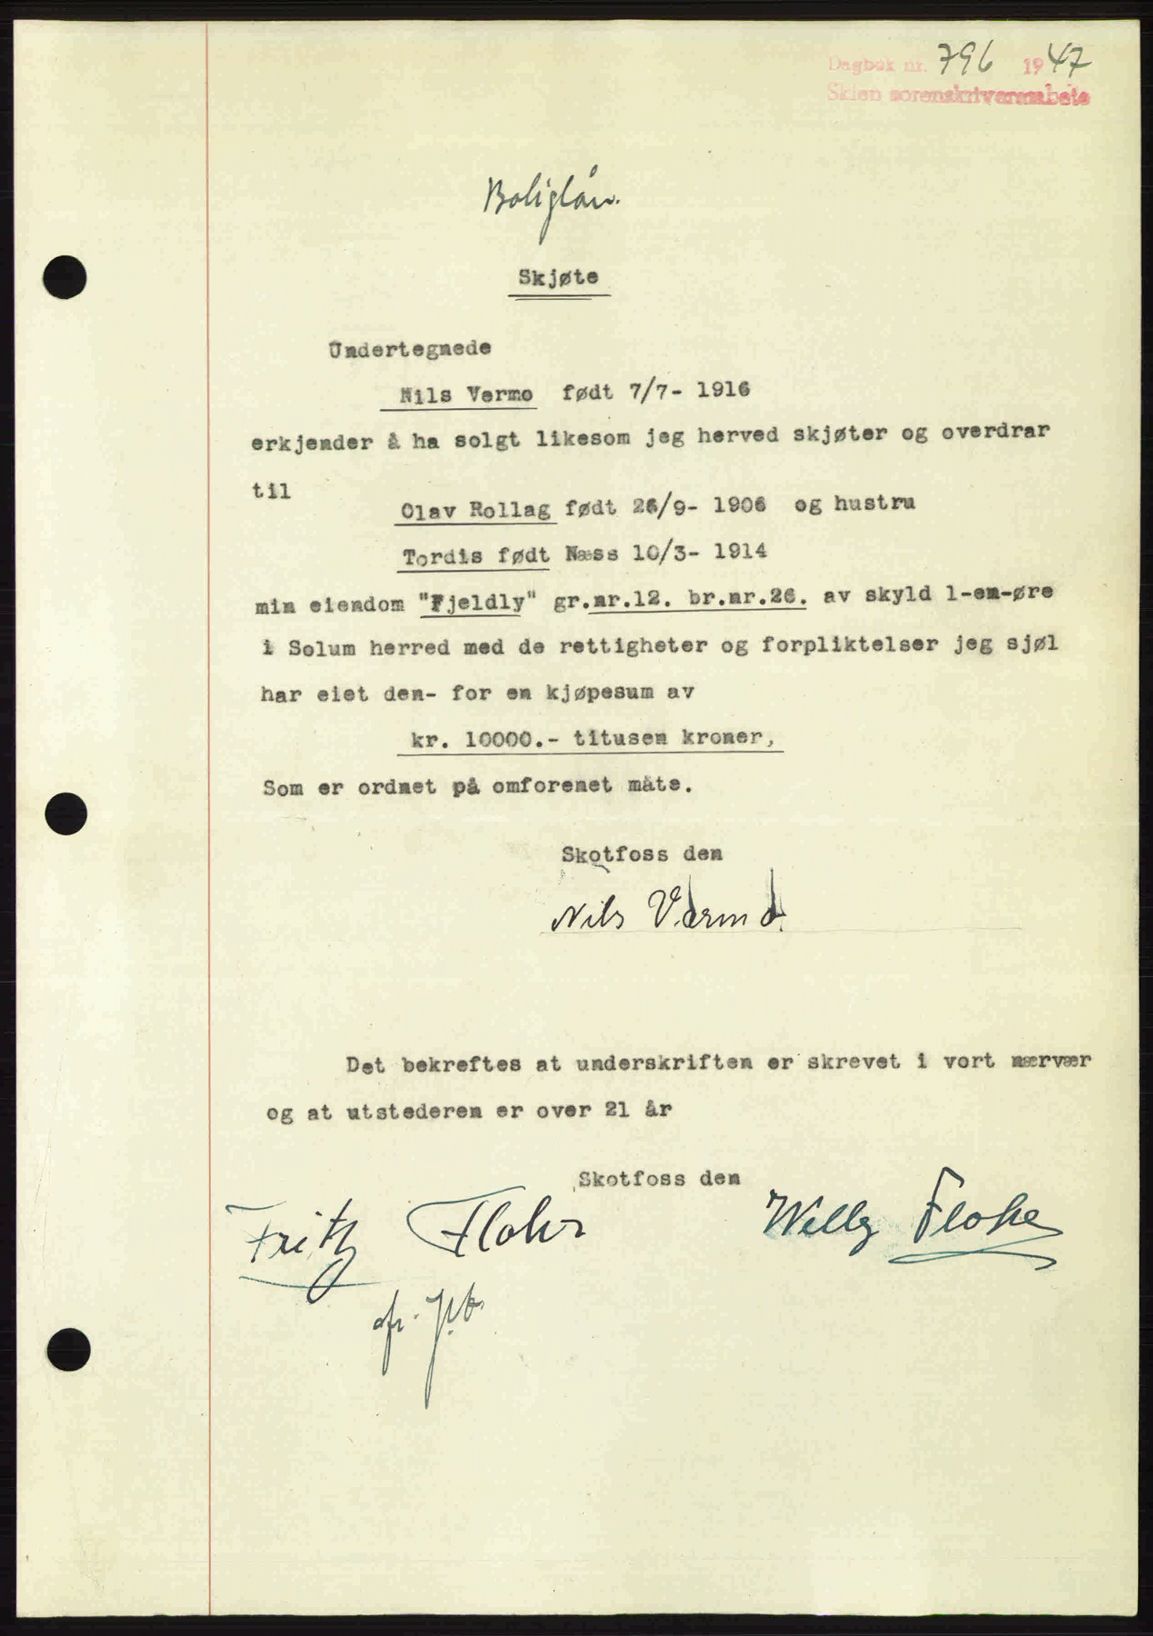 Dagbok nr. 796 1947
Skien sorenskriverembete
Boliglån.
Skjøte
Undertegnede
Nils Vermo født 7/7- 1916
erkjender å ha solgt likesom jeg herved skjøter og overdrar
til
Olav Rollag født 26/9- 1906 og hustru
Tordis født Næss 10/3- 1914
min eiendom "Fjeldly" gr.nr.12. br.nr.26. av skyld 1-en-øre
i Solum herred med de rettigheter og forpliktelser jeg sjøl
har eiet den- for en kjøpesum av
kr. 10000.- titusen kroner,
Som er ordnet på omforenet måte.
Skotfoss den
Nils Vermo.
Det bekreftes at underskriften er skrevet i vort nærvær
og at utstederen er over 21 år
Skotfoss den
Fritz Flohr Willy Floke